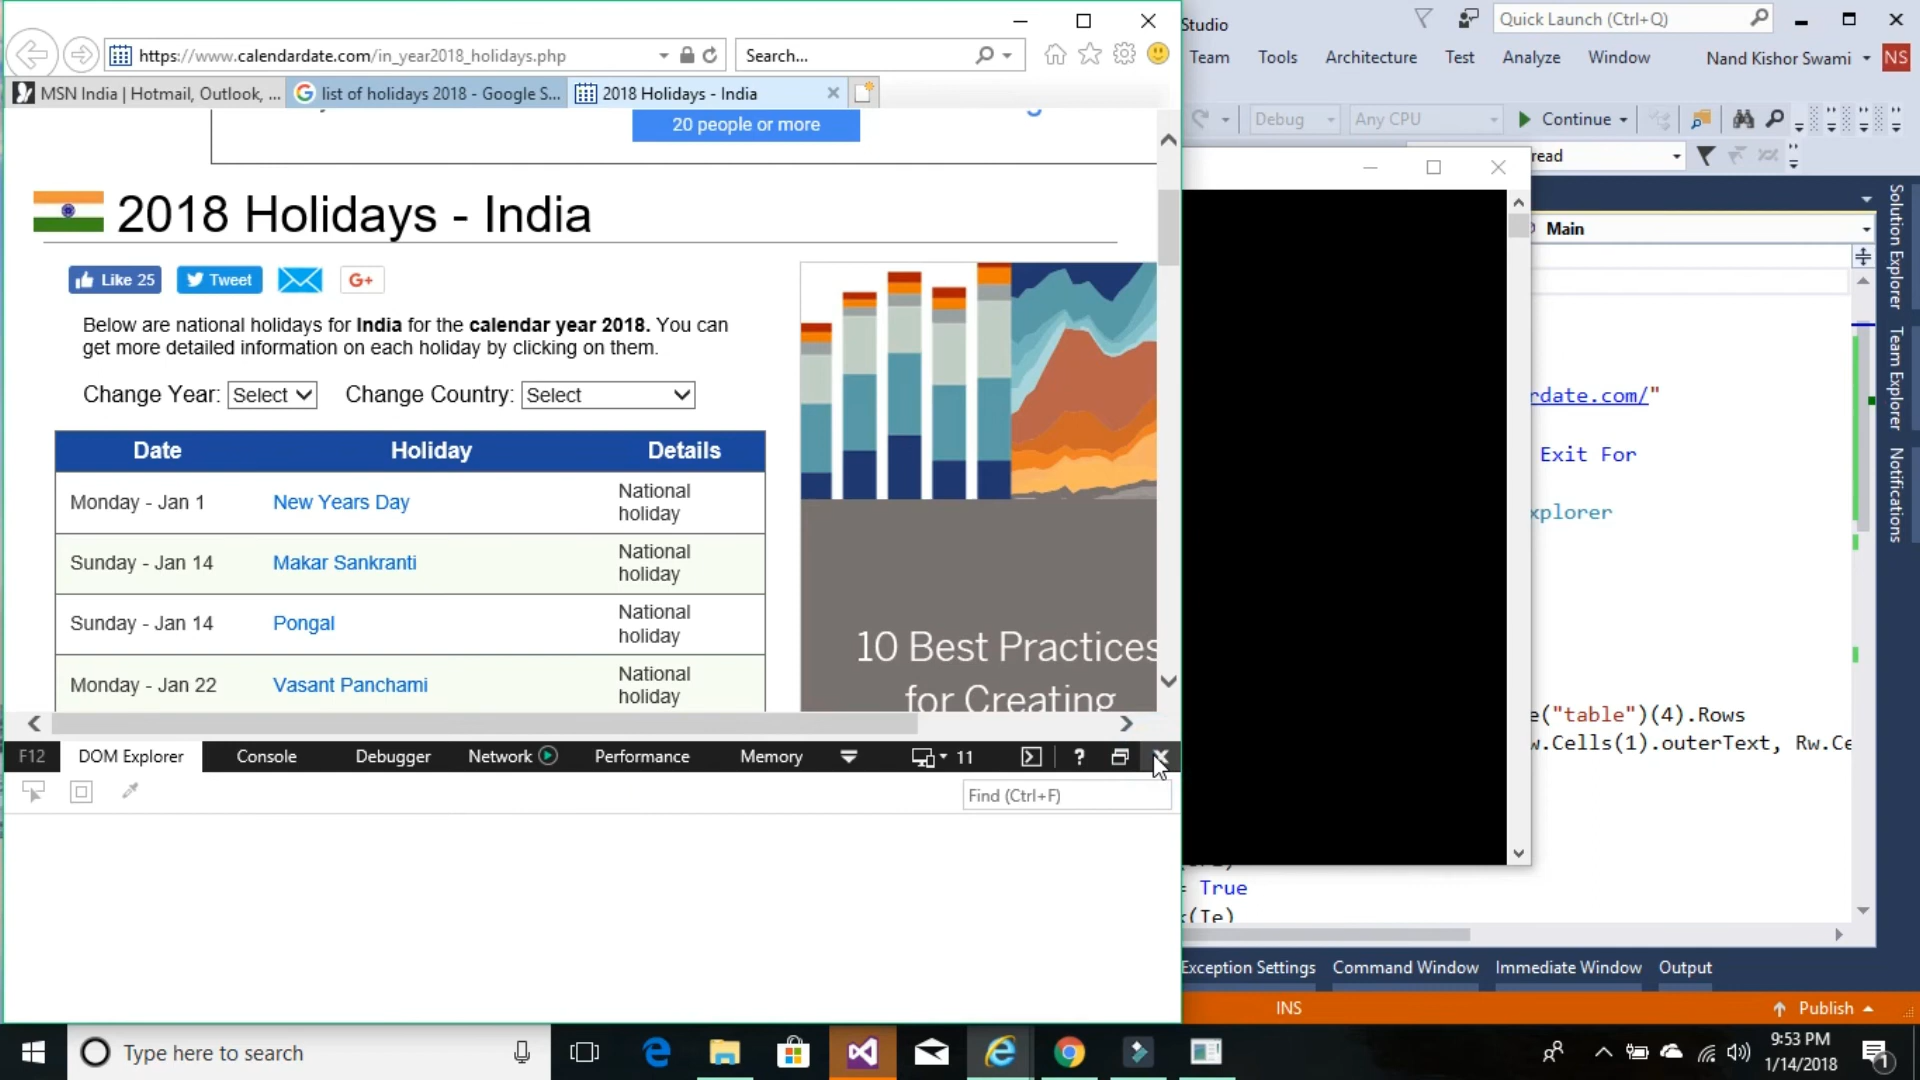 Studio
Quick Launch (Ctrl+Q)
https://www.calendardate.com/in_year2018_holidays.php
Search...
Team
Tools
Architecture
Test
Analyze
Window
Nand Kishor Swami
NS
MSN India | Hotmail, Outlook, ...
list of holidays 2018 - Google S...
2018 Holidays - India
20 people or more
Debug
Any CPU
Continue
read
2018 Holidays - India
Main
Like 25
Tweet
G+
Below are national holidays for India for the calendar year 2018. You can
get more detailed information on each holiday by clicking on them.
Change Year: Select
Change Country: Select
Date
Holiday
Details
Monday - Jan 1
New Years Day
National
holiday
Sunday - Jan 14
Makar Sankranti
National
holiday
Sunday - Jan 14
Pongal
National
holiday
Monday - Jan 22
Vasant Panchami
National
holiday
10 Best Practices
for Creating
rdate.com/"
Exit For
xplorer
e("table")(4).Rows
w.Cells(1).outerText, Rw.Ce
= True
k(Ie)
Solution Explorer
Team Explorer
Notifications
F12
DOM Explorer
Console
Debugger
Network
Performance
Memory
11
?
Find (Ctrl+F)
Exception Settings
Command Window
Immediate Window
Output
INS
Publish
Type here to search
9:53 PM
1/14/2018
1